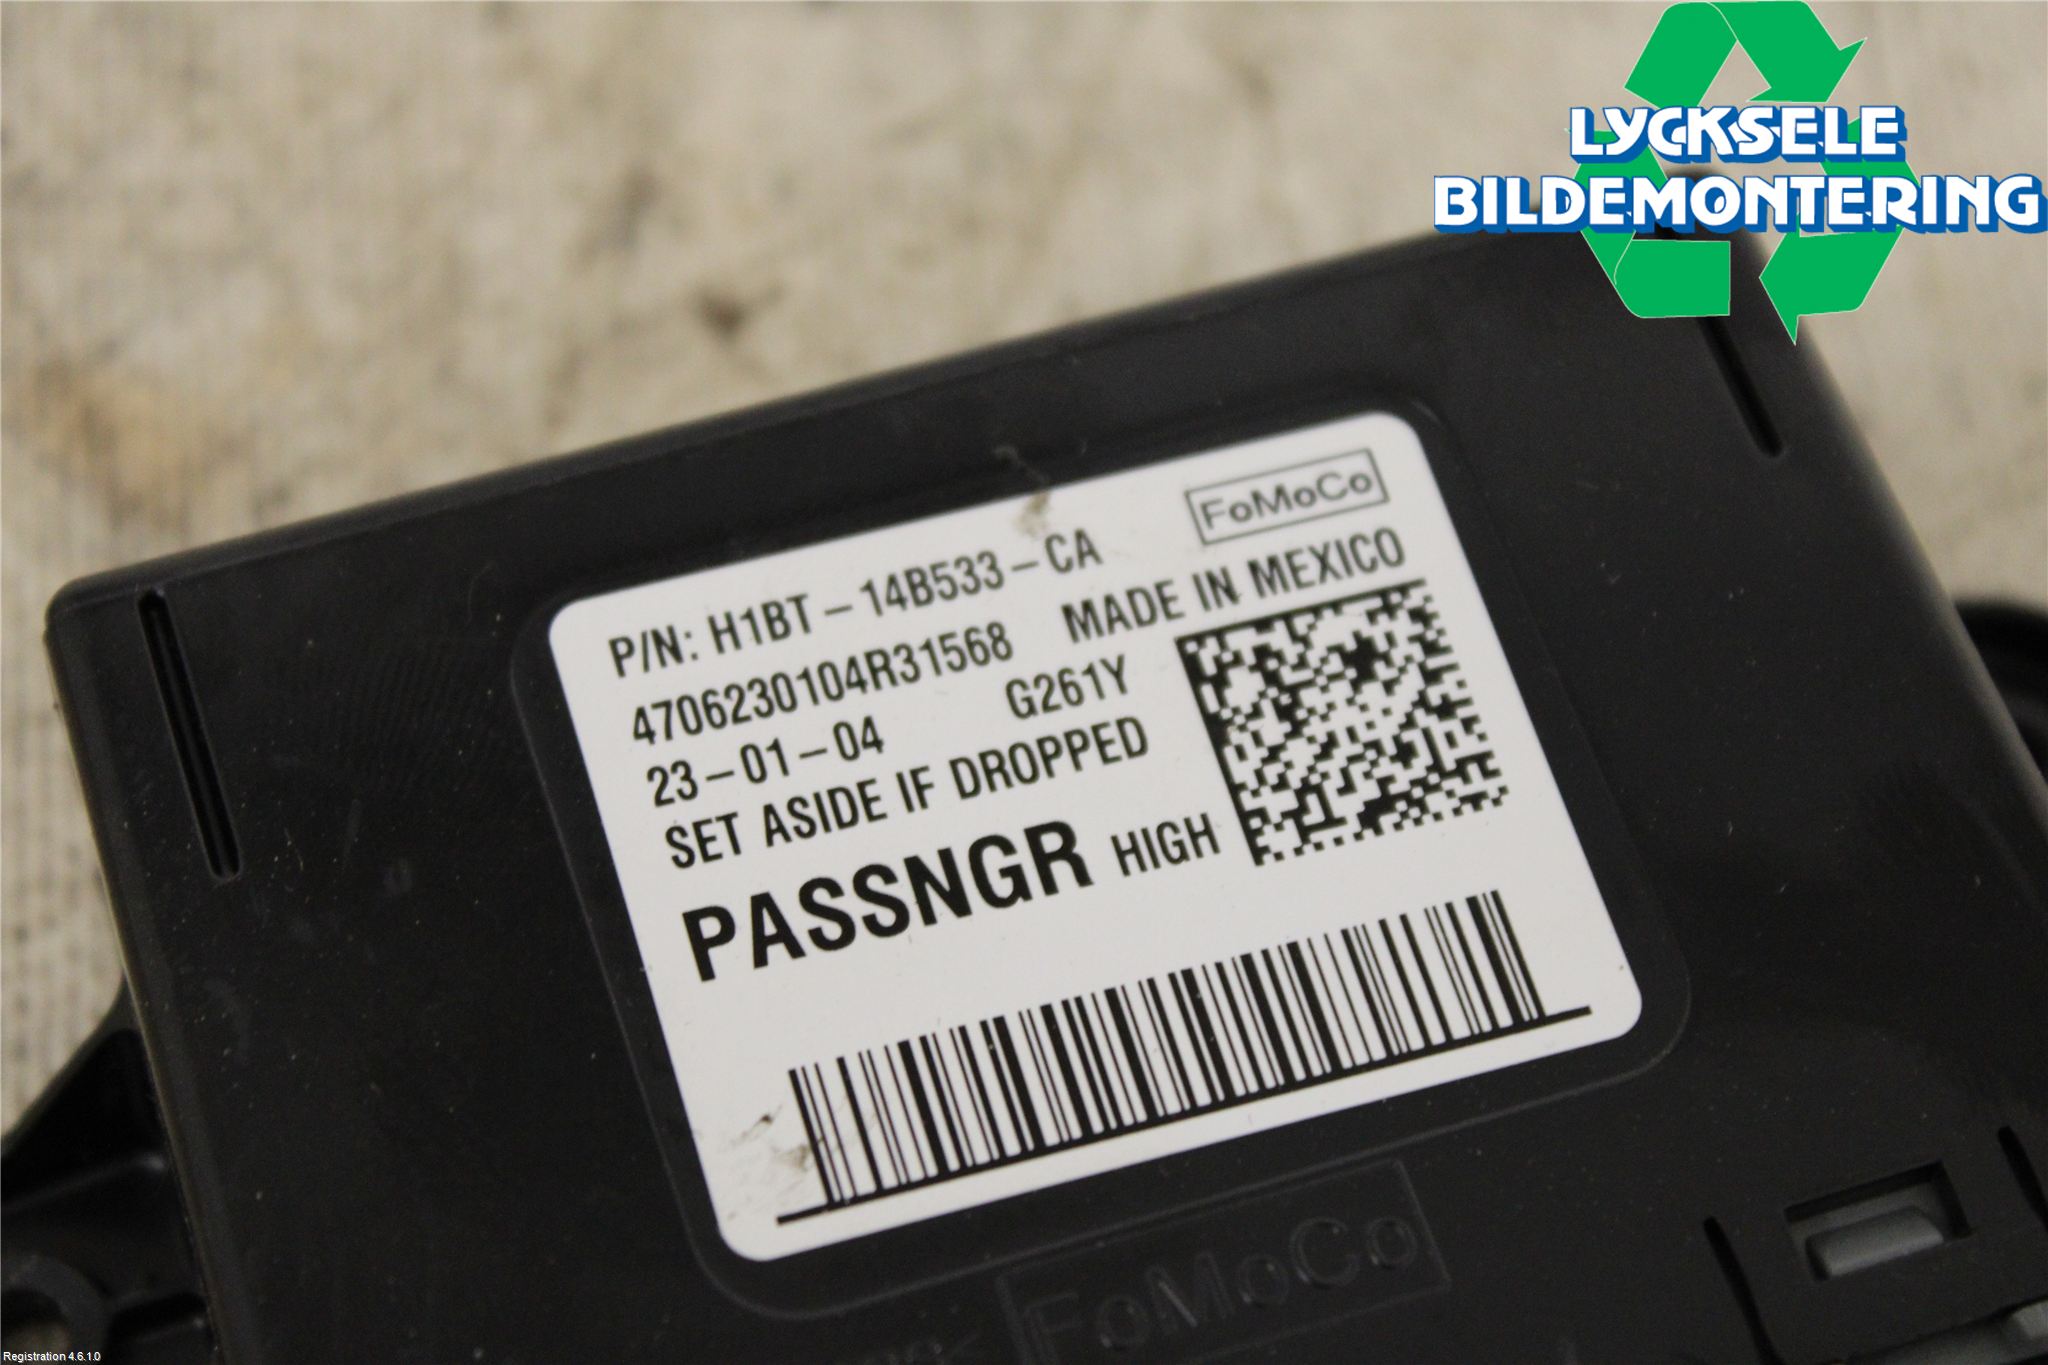 LYCKSELE
BILDEMONTERING
FoMoCo
P/N: H1BT-14B533-CA
MADE IN MEXICO
4706230104R31568
23-01-04
G261Y
SET ASIDE IF DROPPED
PASSNGR HIGH
FoMoCo
Registration 4.6.1.0